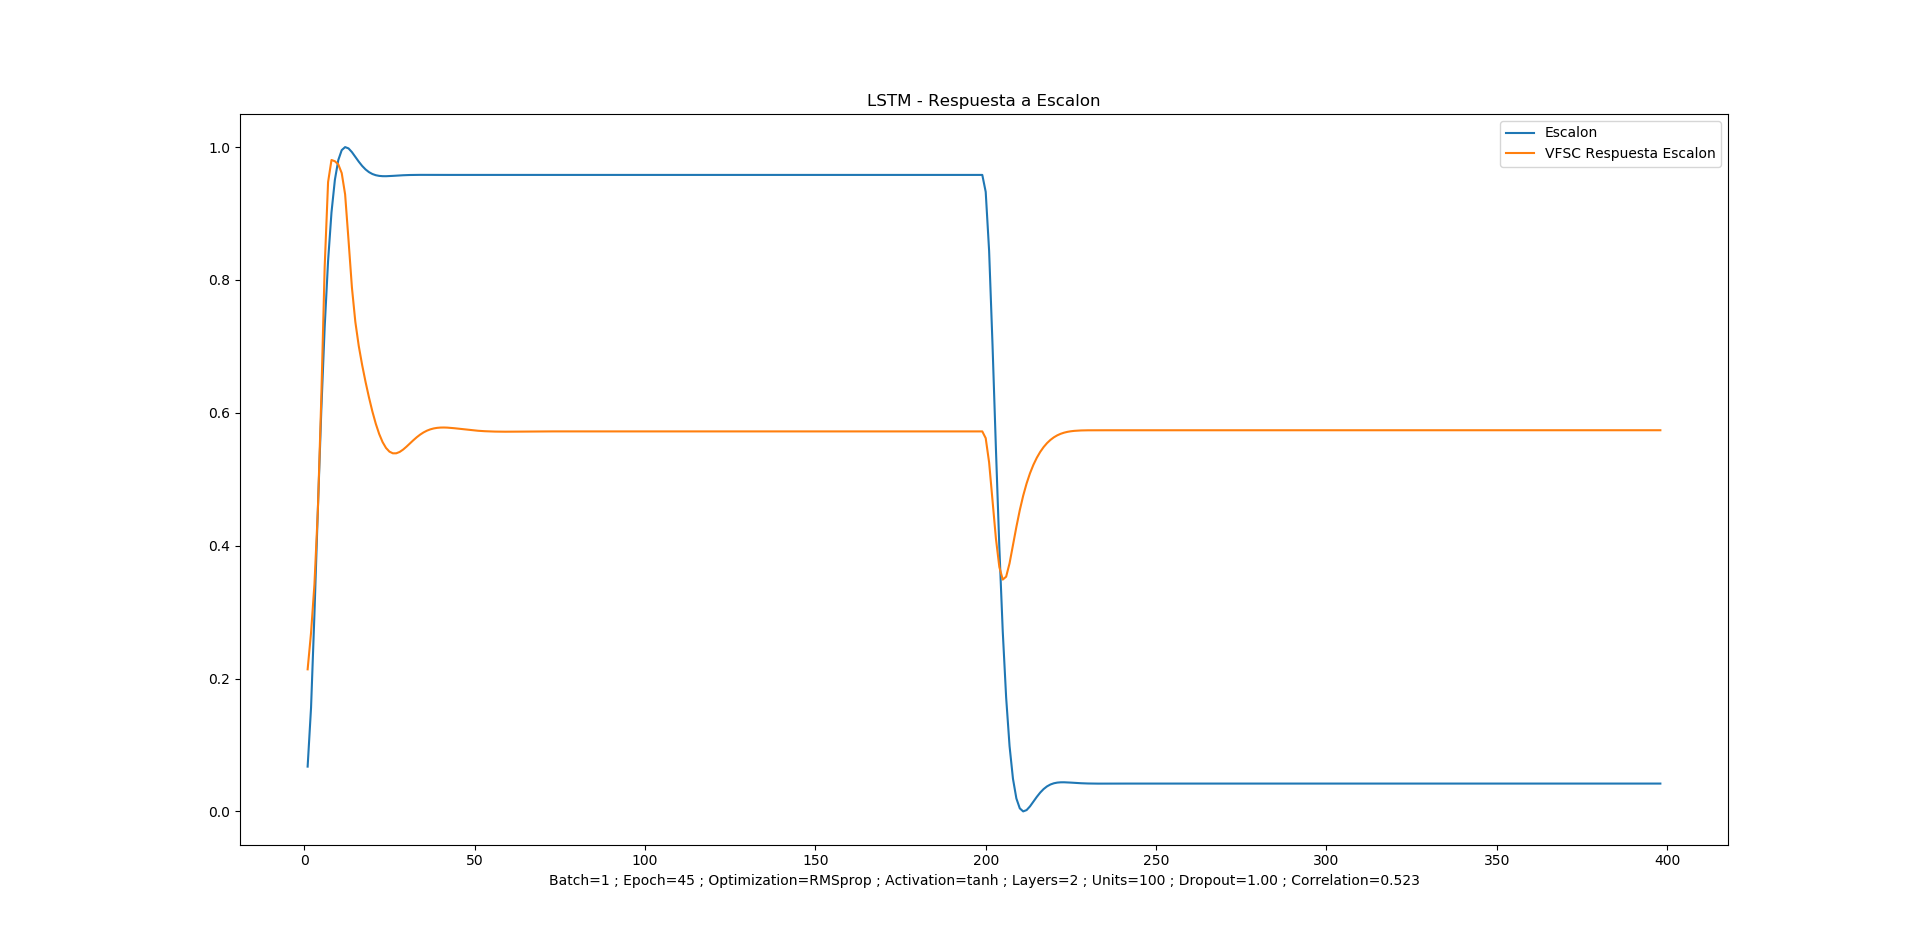 LSTM - Respuesta a Escalon
Escalon
VFSC Respuesta Escalon
1.0
0.8
0.6
0.4
0.2
0.0
0 50 100 150 200 250 300 350 400
Batch=1 ; Epoch=45 ; Optimization=RMSprop ; Activation=tanh ; Layers=2 ; Units=100 ; Dropout=1.00 ; Correlation=0.523